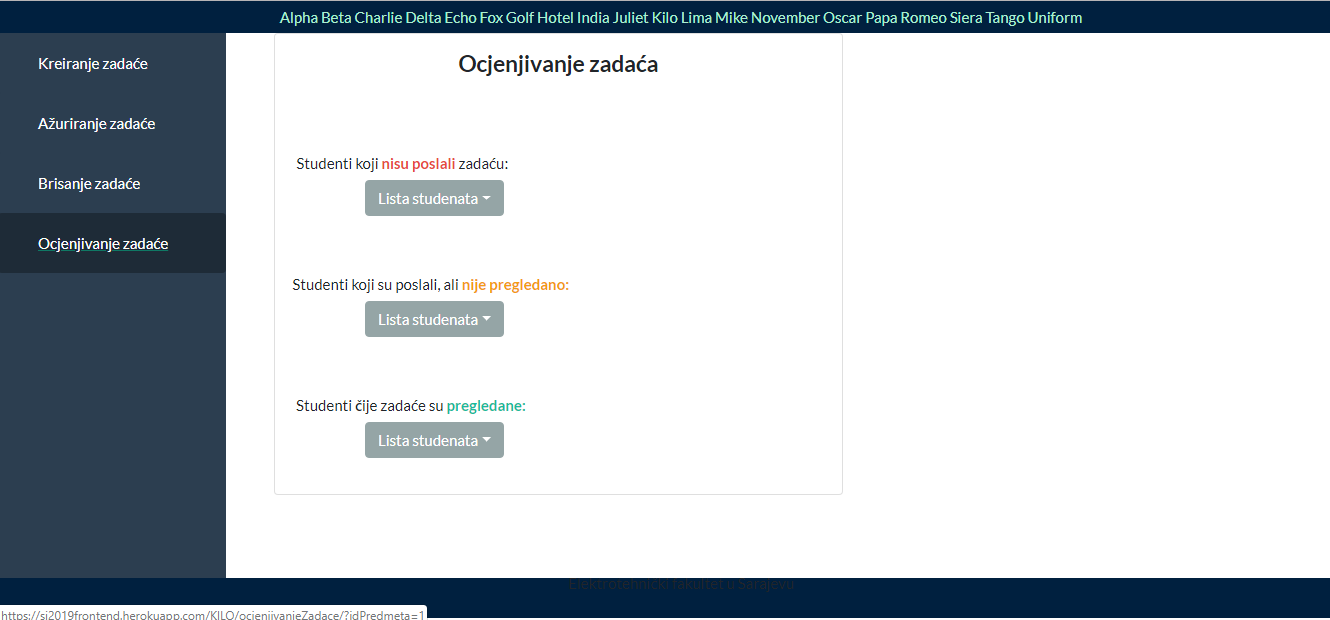 Alpha Beta Charlie Delta Echo Fox Golf Hotel India Juliet Kilo Lima Mike November Oscar Papa Romeo Siera Tango Uniform
Kreiranje zadaće
Ažuriranje zadaće
Brisanje zadaće
Ocjenjivanje zadaće
Ocjenjivanje zadaća
Studenti koji nisu poslali zadaću:
Lista studenata
Studenti koji su poslali, ali nije pregledano:
Lista studenata
Studenti čije zadaće su pregledane:
Lista studenata
Elektrotehnički fakultet u Sarajevu
https://si2019frontend.herokuapp.com/KILO/ocjenjivanjeZadace/?idPredmeta=1